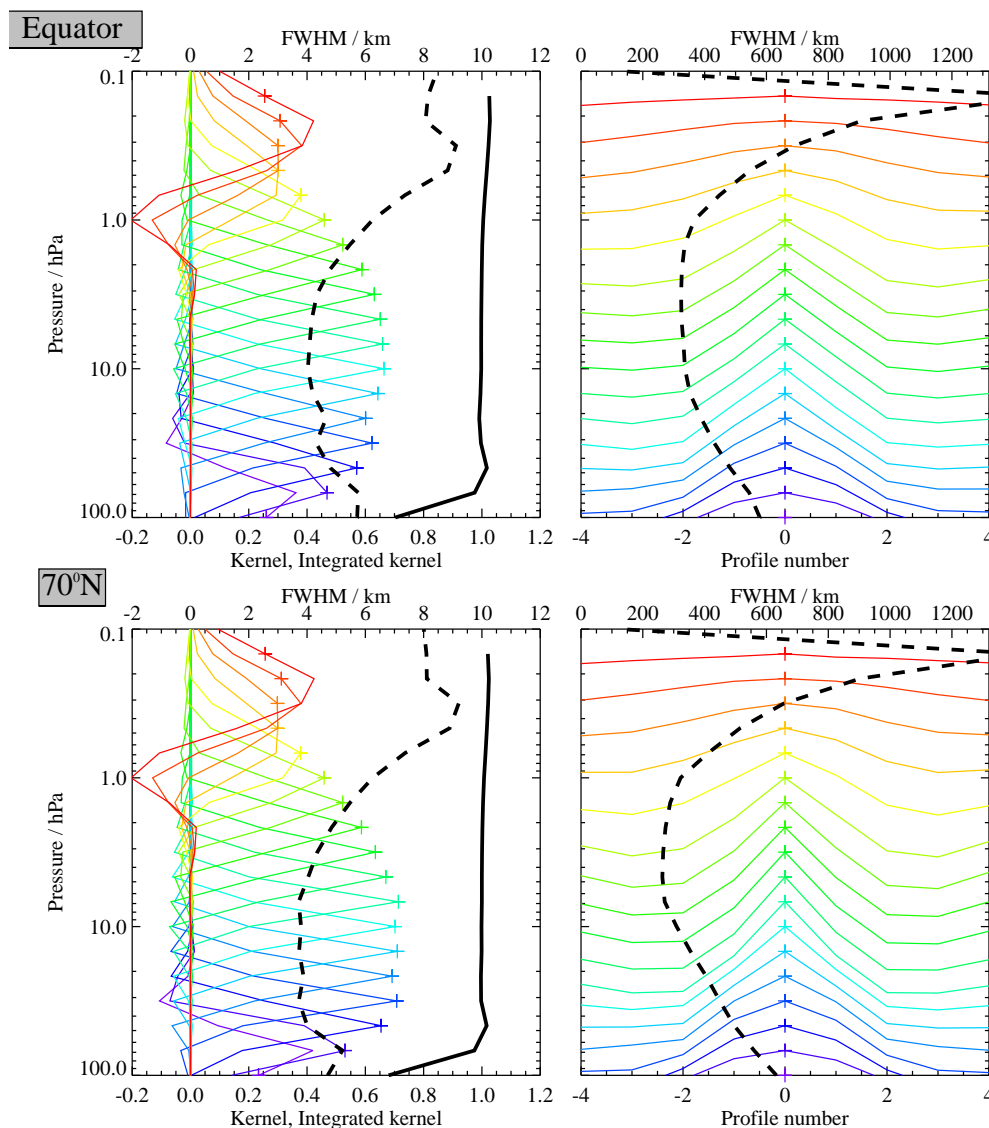 Equator
FWHM / km
-2 0 2 4 6 8 10 12
Pressure / hPa
0.1
1.0
10.0
100.0
-0.2 0.0 0.2 0.4 0.6 0.8 1.0 1.2
Kernel, Integrated kernel
FWHM / km
0 200 400 600 800 1000 1200
-4 -2 0 2 4
Profile number
70⁰N
FWHM / km
-2 0 2 4 6 8 10 12
Pressure / hPa
0.1
1.0
10.0
100.0
-0.2 0.0 0.2 0.4 0.6 0.8 1.0 1.2
Kernel, Integrated kernel
FWHM / km
0 200 400 600 800 1000 1200
-4 -2 0 2 4
Profile number